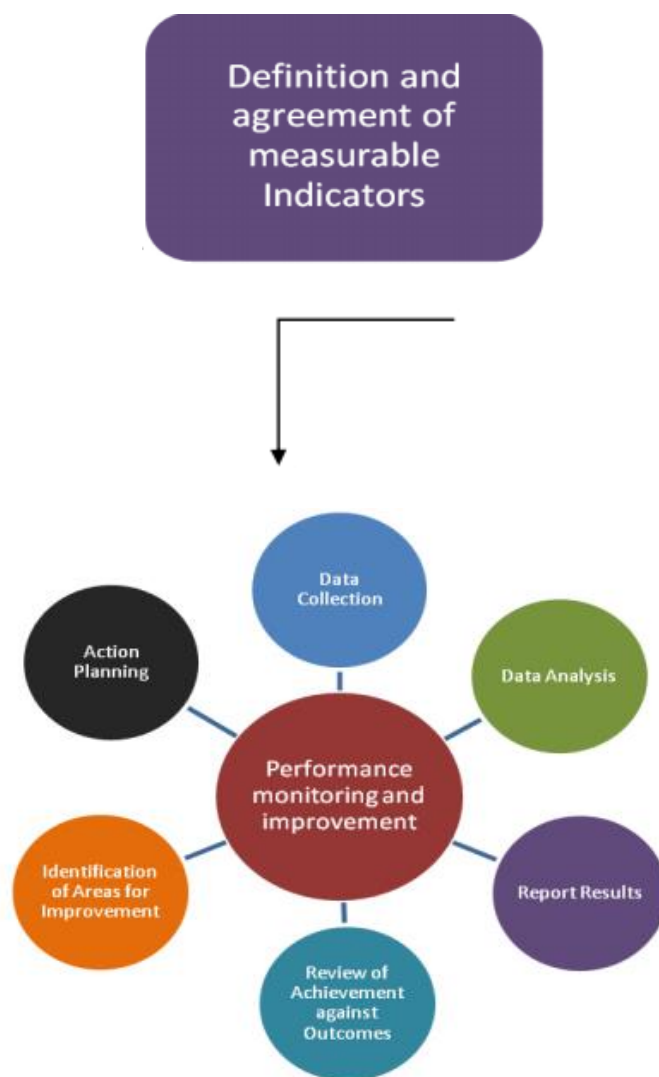 Definition and
agreement of
measurable
Indicators
Data
Collection
Data Analysis
Report Results
Review of
Achievement
against
Outcomes
Identification
of Areas for
Improvement
Action
Planning
Performance
monitoring and
improvement